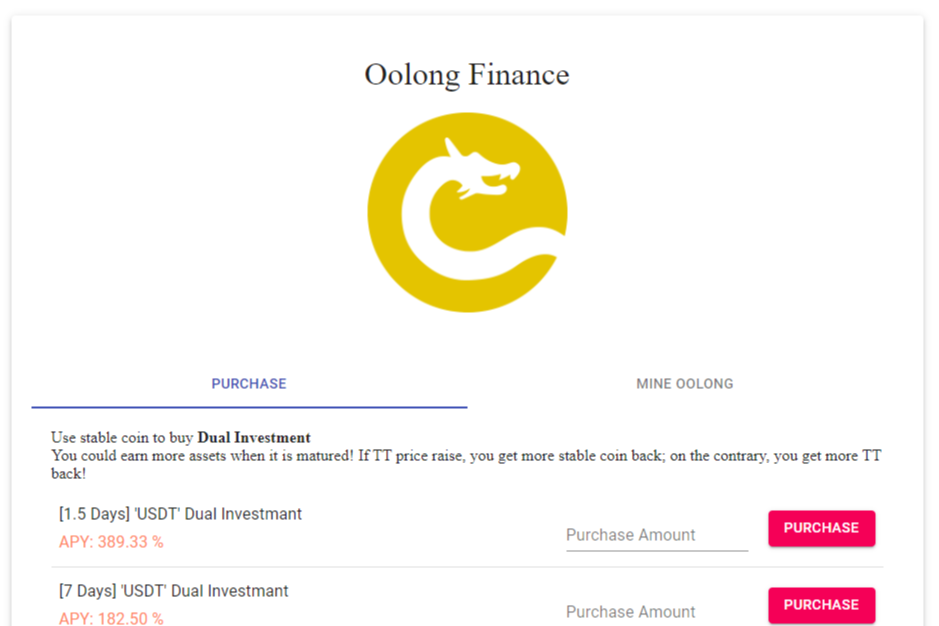 Oolong Finance
PURCHASE
MINE OOLONG
Use stable coin to buy Dual Investment
You could earn more assets when it is matured! If TT price raise, you get more stable coin back; on the contrary, you get more TT
back!
[1.5 Days] 'USDT' Dual Investmant
APY: 389.33 %
Purchase Amount
PURCHASE
[7 Days] 'USDT' Dual Investmant
APY: 182.50 %
Purchase Amount
PURCHASE